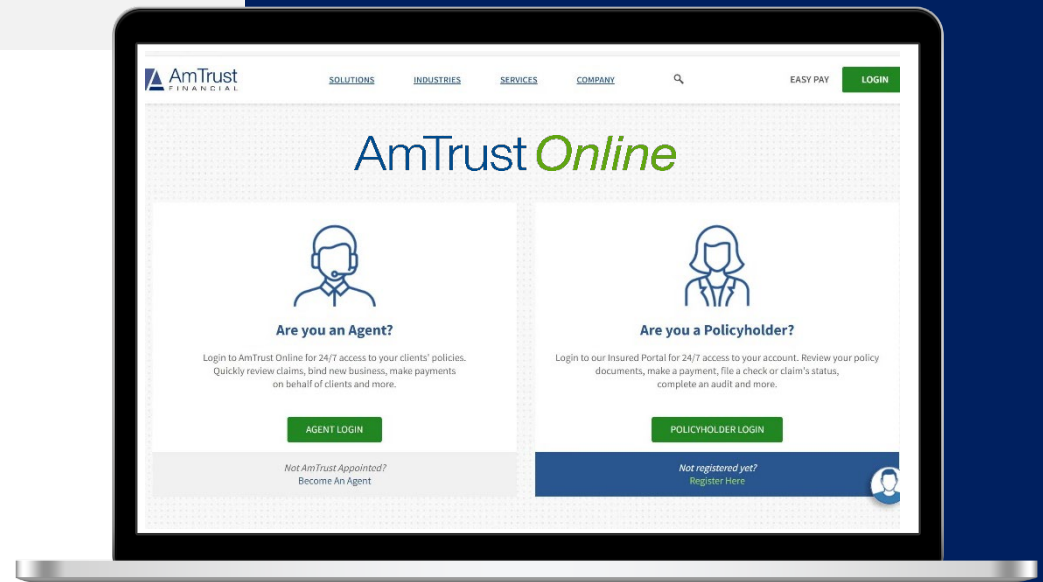 AmTrust
FINANCIAL
SOLUTIONS INDUSTRIES SERVICES COMPANY EASY PAY LOGIN
AmTrust Online
Are you an Agent?
Login to AmTrust Online for 24/7 access to your clients' policies.
Quickly review claims, bind new business, make payments
on behalf of clients and more.
AGENT LOGIN
Not AmTrust Appointed?
Become An Agent
Are you a Policyholder?
Login to our Insured Portal for 24/7 access to your account. Review your policy
documents, make a payment, file a check or claim's status,
complete an audit and more.
POLICYHOLDER LOGIN
Not registered yet?
Register Here